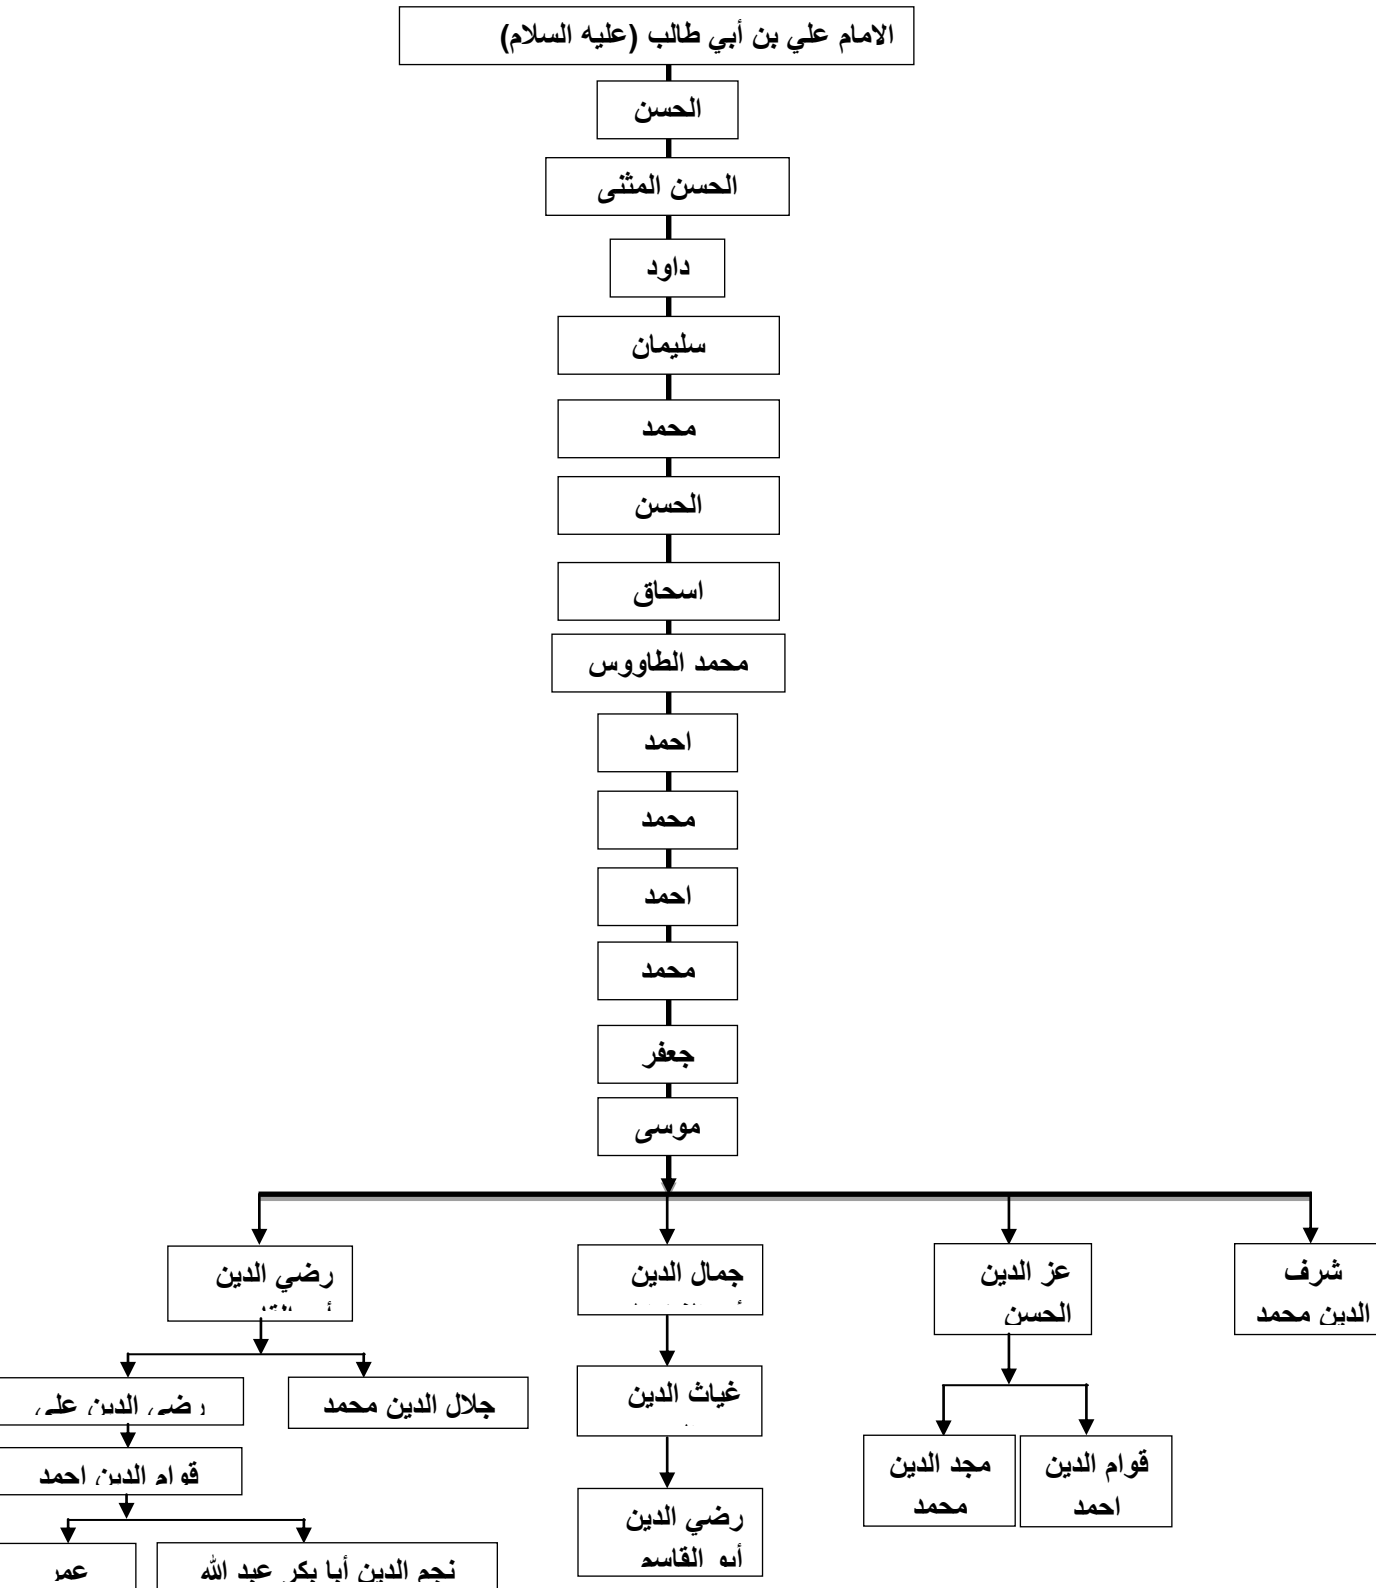 الامام علي بن أبي طالب (عليه السلام)
الحسن
الحسن المثنى
داود
سليمان
محمد
الحسن
اسحاق
محمد الطاووس
احمد
محمد
احمد
محمد
جعفر
موسى
شرف
الدين محمد
عز الدين
الحسن
جمال الدين
رضي الدين
قوام الدين
احمد
مجد الدين
محمد
غياث الدين
رضي الدين
أبو القاسم
جلال الدين محمد
رضي الدين علي
قوام الدين احمد
نجم الدين أبا بكر عبد الله
عمر